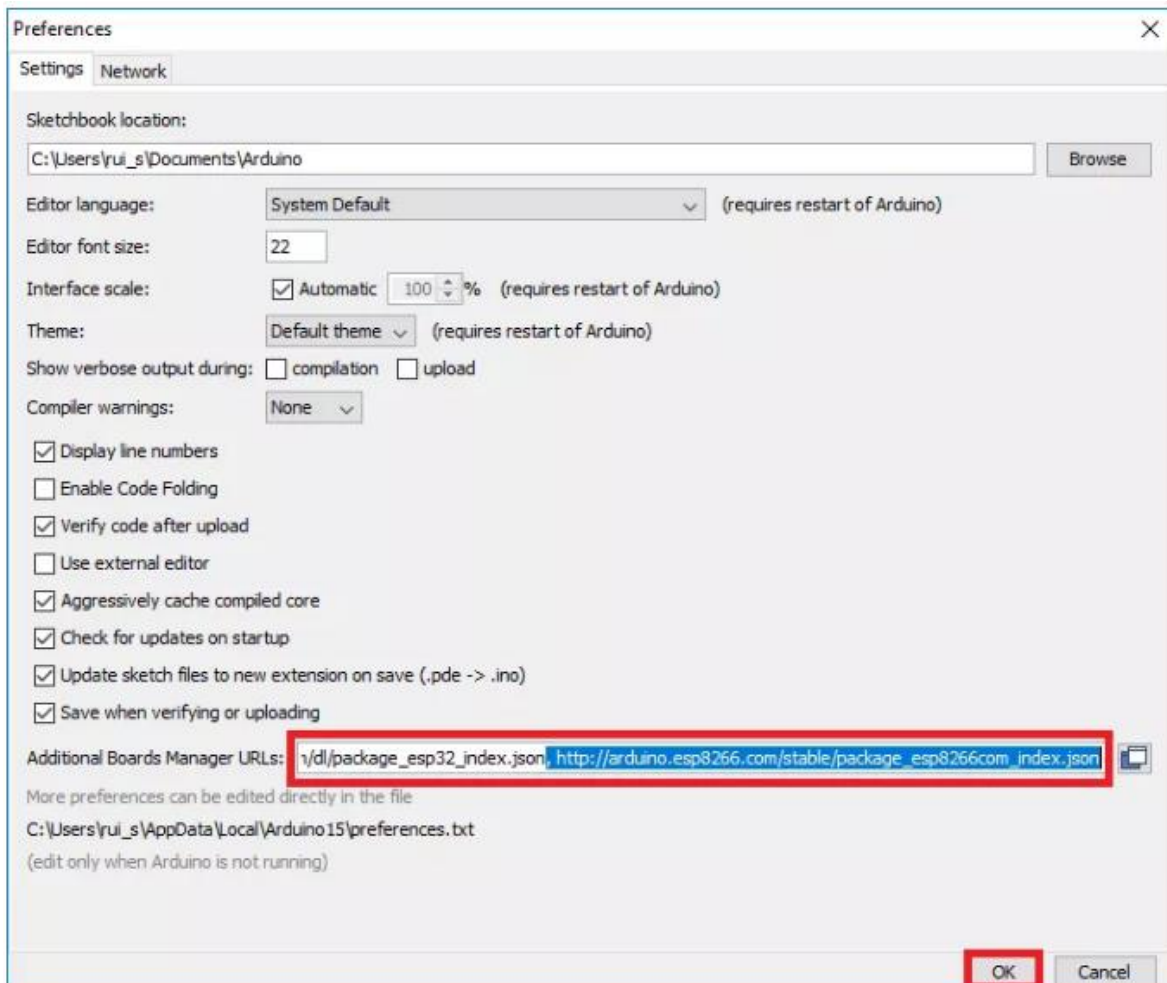 Preferences
Settings Network
Sketchbook location:
C:\Users\rui_s\Documents\Arduino Browse
Editor language: System Default (requires restart of Arduino)
Editor font size: 22
Interface scale: Automatic 100 % (requires restart of Arduino)
Theme: Default theme (requires restart of Arduino)
Show verbose output during: compilation upload
Compiler warnings: None
Display line numbers
Enable Code Folding
Verify code after upload
Use external editor
Aggressively cache compiled core
Check for updates on startup
Update sketch files to new extension on save (.pde -> .ino)
Save when verifying or uploading
Additional Boards Manager URLs: /dl/package_esp32_index.json, http://arduino.esp8266.com/stable/package_esp8266com_index.json
More preferences can be edited directly in the file
C:\Users\rui_s\AppData\Local\Arduino15\preferences.txt
(edit only when Arduino is not running)
OK Cancel